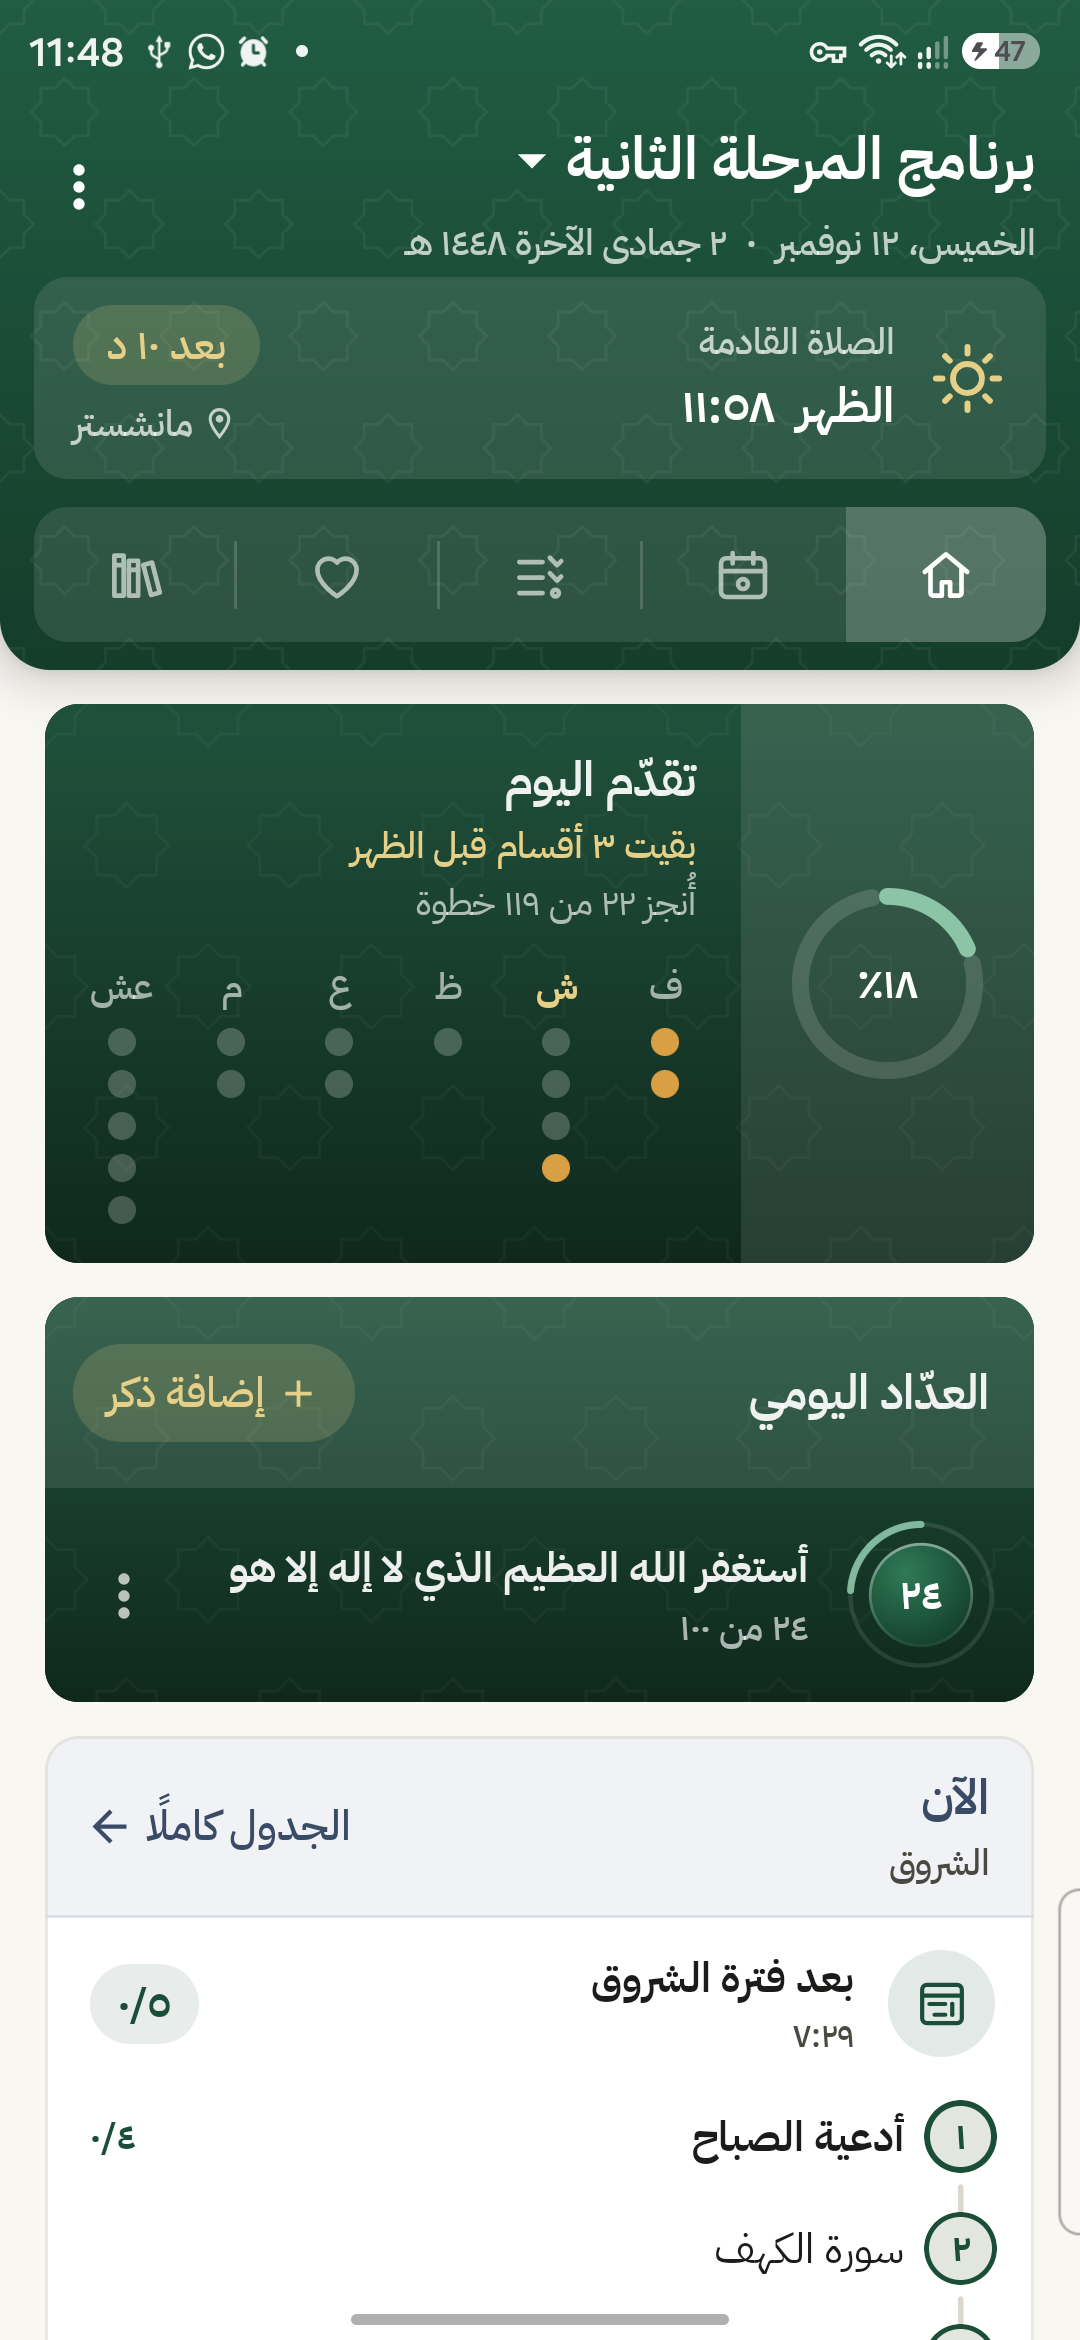 11:48
47
برنامج المرحلة الثانية
الخميس، ١٢ نوفمبر • ٢ جمادى الآخرة ١٤٤٨ هـ
الصلاة القادمة
الظهر ١١:٥٨
بعد ١٠ د
مانشستر
تقدّم اليوم
بقيت ٣ أقسام قبل الظهر
أُنجز ٢٢ من ١١٩ خطوة
٪١٨
ف ش ظ ع م عش
العدّاد اليومي
+ إضافة ذكر
أستغفر الله العظيم الذي لا إله إلا هو
٢٤ من ١٠٠
٢٤
الآن
الشروق
الجدول كاملًا
بعد فترة الشروق
٧:٢٩
٠/٥
١ أدعية الصباح ٠/٤
٢ سورة الكهف